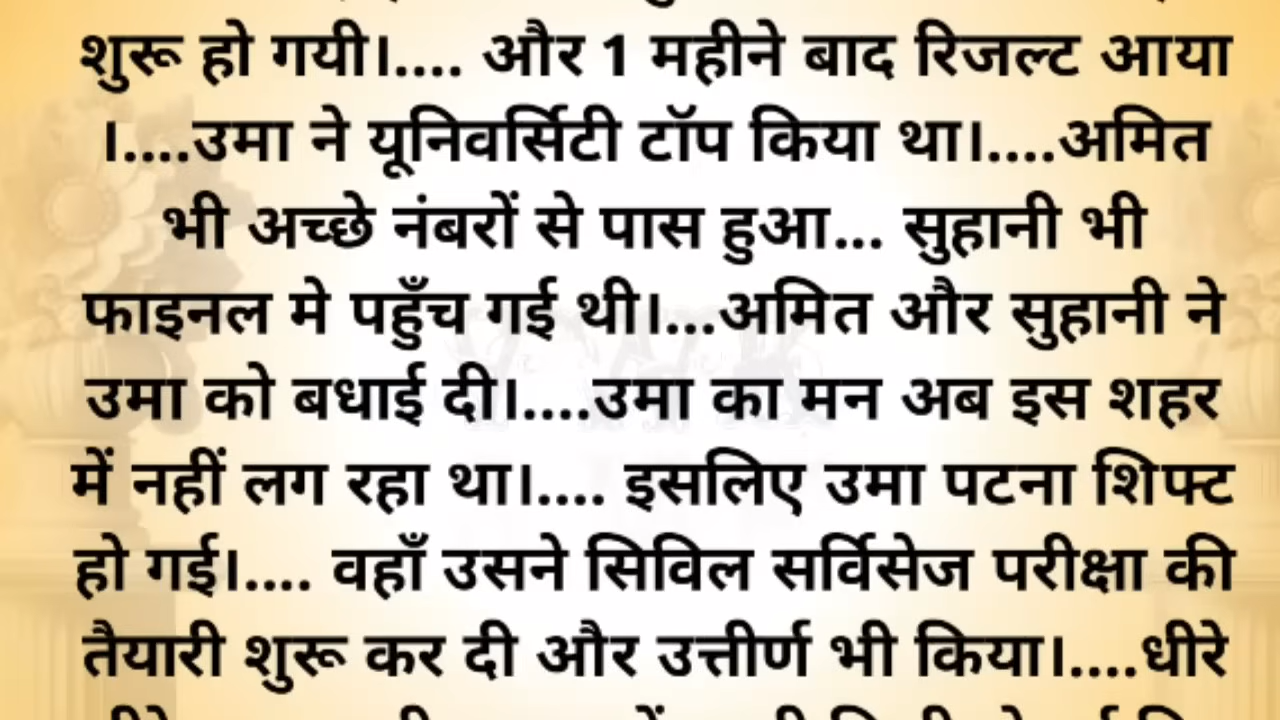 शुरू हो गयी।.... और 1 महीने बाद रिजल्ट आया
।....उमा ने यूनिवर्सिटी टॉप किया था।....अमित
भी अच्छे नंबरों से पास हुआ... सुहानी भी
फाइनल मे पहुँच गई थी।...अमित और सुहानी ने
उमा को बधाई दी।....उमा का मन अब इस शहर
में नहीं लग रहा था।.... इसलिए उमा पटना शिफ्ट
हो गई।.... वहाँ उसने सिविल सर्विसेज परीक्षा की
तैयारी शुरू कर दी और उत्तीर्ण भी किया।....धीरे